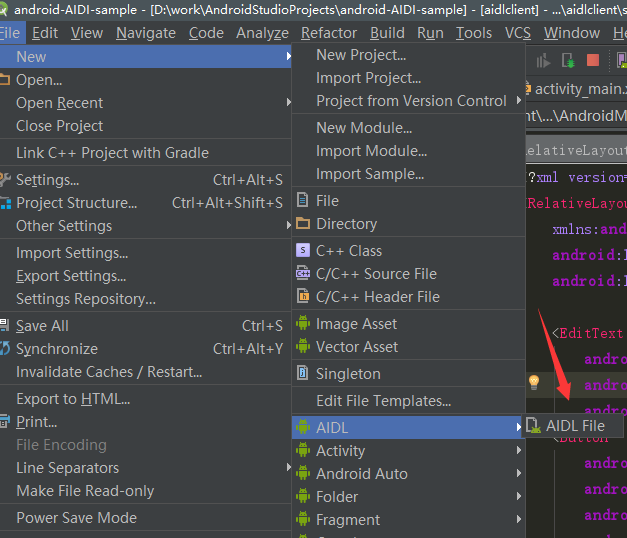 android-AIDI-sample - [D:\work\AndroidStudioProjects\android-AIDL-sample] - [aidlclient] - ...\aidlclient\s
File Edit View Navigate Code Analyze Refactor Build Run Tools VCS Window H
New
Open...
Open Recent
Close Project
Link C++ Project with Gradle
Settings... Ctrl+Alt+S
Project Structure... Ctrl+Alt+Shift+S
Other Settings
Import Settings...
Export Settings...
Settings Repository...
Save All Ctrl+S
Synchronize Ctrl+Alt+Y
Invalidate Caches / Restart...
Export to HTML...
Print...
File Encoding
Line Separators
Make File Read-only
Power Save Mode
New Project...
Import Project...
Project from Version Control
New Module...
Import Module...
Import Sample...
File
Directory
C++ Class
C/C++ Source File
C/C++ Header File
Image Asset
Vector Asset
Singleton
Edit File Templates...
AIDL
Activity
Android Auto
Folder
Fragment
AIDL File
activity_main.x
nt\...\AndroidM
RelativeLayout
?xml version=
RelativeLayou
xmlns:and
android:l
android:l
<EditText
andro
andro
andro
<Button
andro
andro
andro